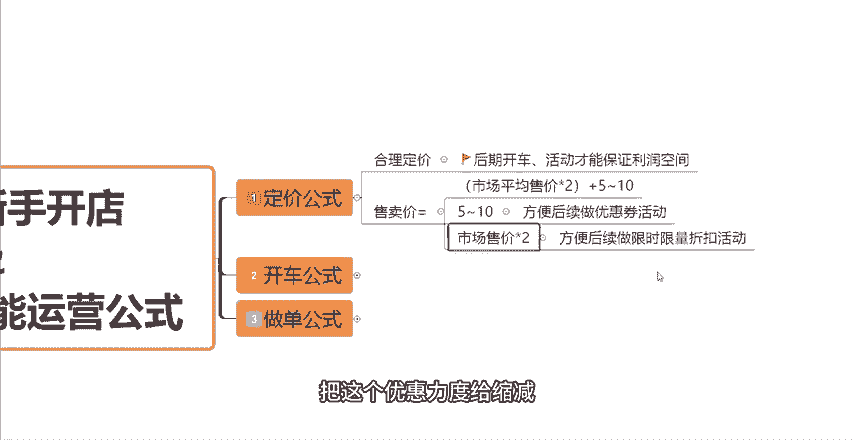 新手开店
能运营公式
1 定价公式
合理定价
后期开车、活动才能保证利润空间
售卖价=
（市场平均售价*2）+5~10
5~10
方便后续做优惠券活动
市场售价*2
方便后续做限时限量折扣活动
2 开车公式
3 做单公式
把这个优惠力度给缩减